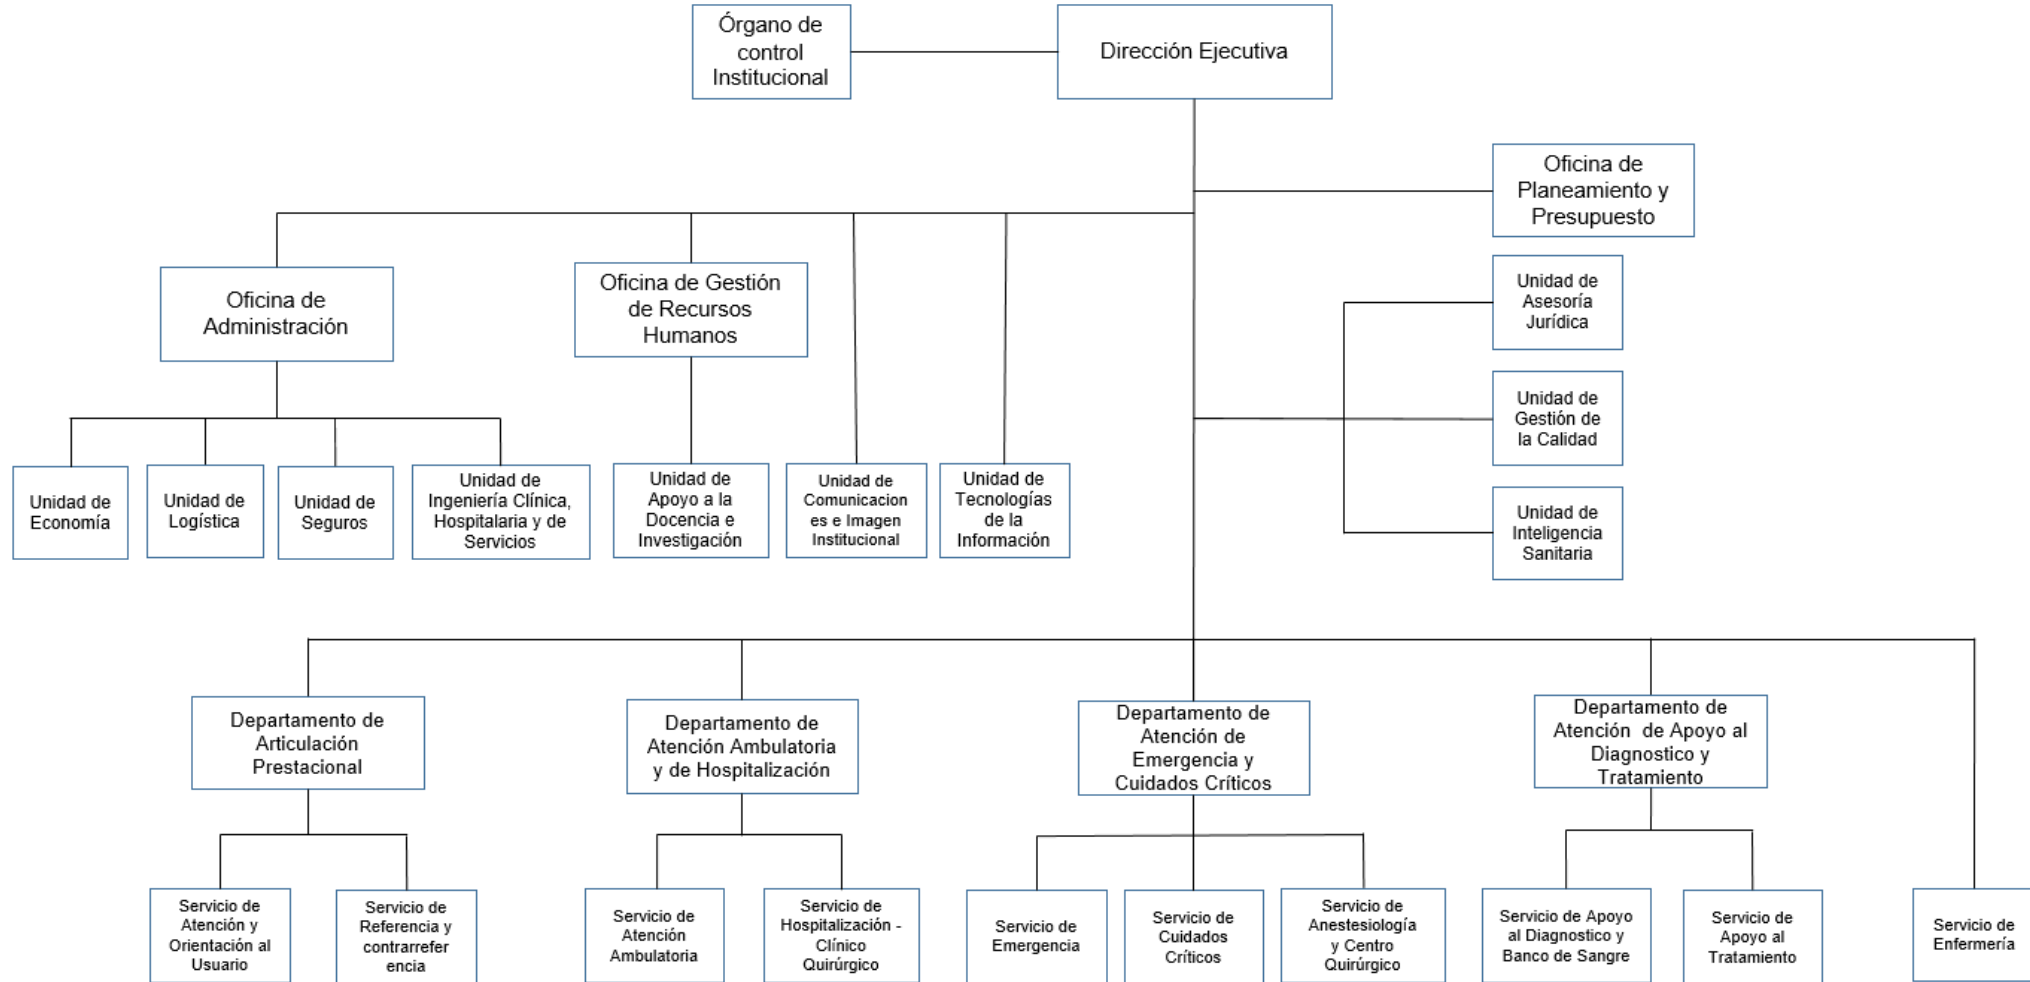 Órgano de
control
Institucional
Dirección Ejecutiva
Oficina de
Planeamiento y
Presupuesto
Oficina de
Administración
Oficina de Gestión
de Recursos
Humanos
Unidad de
Asesoría
Jurídica
Unidad de
Gestión de
la Calidad
Unidad de
Inteligencia
Sanitaria
Unidad de
Economía
Unidad de
Logística
Unidad de
Seguros
Unidad de
Ingeniería Clínica,
Hospitalaria y de
Servicios
Unidad de
Apoyo a la
Docencia e
Investigación
Unidad de
Comunicacion
es e Imagen
Institucional
Unidad de
Tecnologías
de la
Información
Departamento de
Articulación
Prestacional
Departamento de
Atención Ambulatoria
y de Hospitalización
Departamento de
Atención de
Emergencia y
Cuidados Críticos
Departamento de
Atención de Apoyo al
Diagnostico y
Tratamiento
Servicio de
Atención y
Orientación al
Usuario
Servicio de
Referencia y
contrarrefer
encia
Servicio de
Atención
Ambulatoria
Servicio de
Hospitalización -
Clínico
Quirúrgico
Servicio de
Emergencia
Servicio de
Cuidados
Críticos
Servicio de
Anestesiología
y Centro
Quirúrgico
Servicio de Apoyo
al Diagnostico y
Banco de Sangre
Servicio de
Apoyo al
Tratamiento
Servicio de
Enfermería